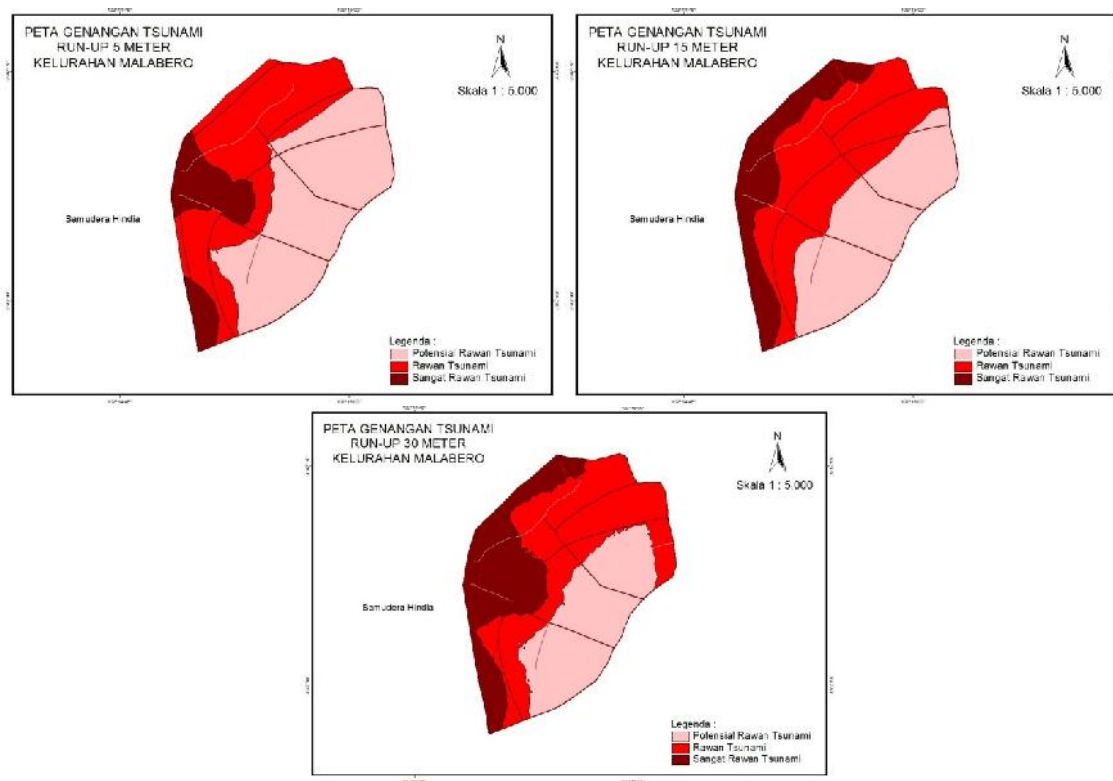 PETA GENANGAN TSUNAMI
RUN-UP 5 METER
KELURAHAN MALABERO
N
Skala 1 : 5.000
Samudera Hindia
Legenda :
Potensial Rawan Tsunami
Rawan Tsunami
Sangat Rawan Tsunami
PETA GENANGAN TSUNAMI
RUN-UP 15 METER
KELURAHAN MALABERO
N
Skala 1 : 5.000
Samudera Hindia
Legenda :
Potensial Rawan Tsunami
Rawan Tsunami
Sangat Rawan Tsunami
PETA GENANGAN TSUNAMI
RUN-UP 30 METER
KELURAHAN MALABERO
N
Skala 1 : 5.000
Samudera Hindia
Legenda :
Potensial Rawan Tsunami
Rawan Tsunami
Sangat Rawan Tsunami